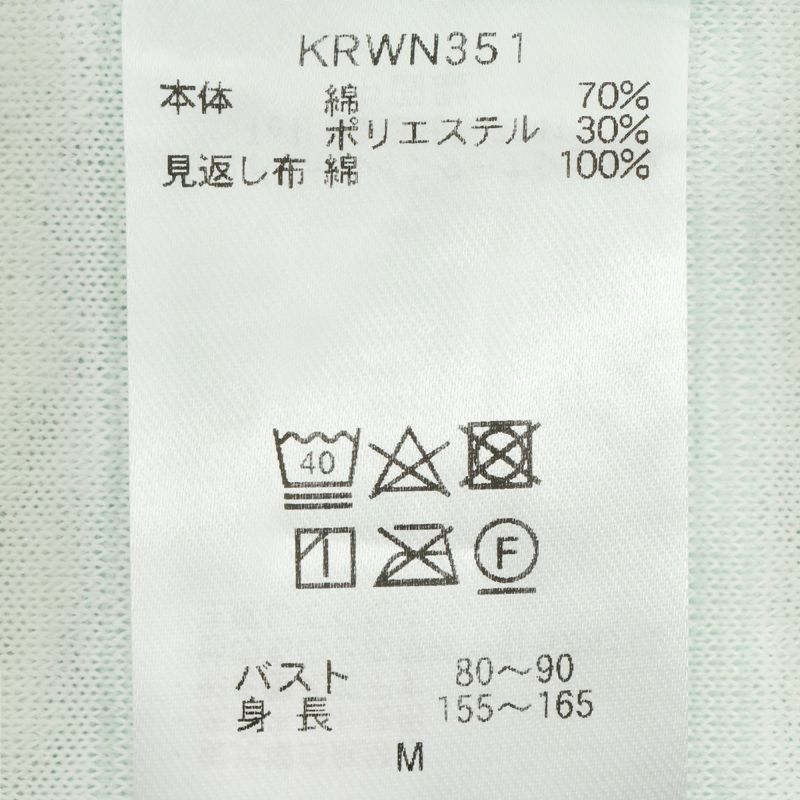 KRWN351
本体 綿 70%
ポリエステル 30%
見返し布 綿 100%
40
F
バスト 80～90
身長 155～165
M